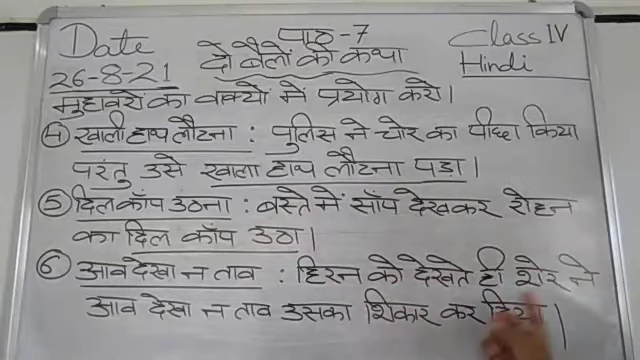 Date पाठ-7 Class IV
26-8-21 दो बैलों की कथा Hindi
मुहावरों का वाक्यों में प्रयोग करो।
④ खाली हाथ लौटना : पुलिस ने चोर का पीछा किया
परंतु उसे खाली हाथ लौटना पड़ा।
⑤ दिल काँप उठना : बस्ते में साँप देखकर रोहन
का दिल काँप उठा।
⑥ आव देखा न ताव : हिरन को देखते ही शेर ने
आव देखा न ताव उसका शिकार कर दिया।